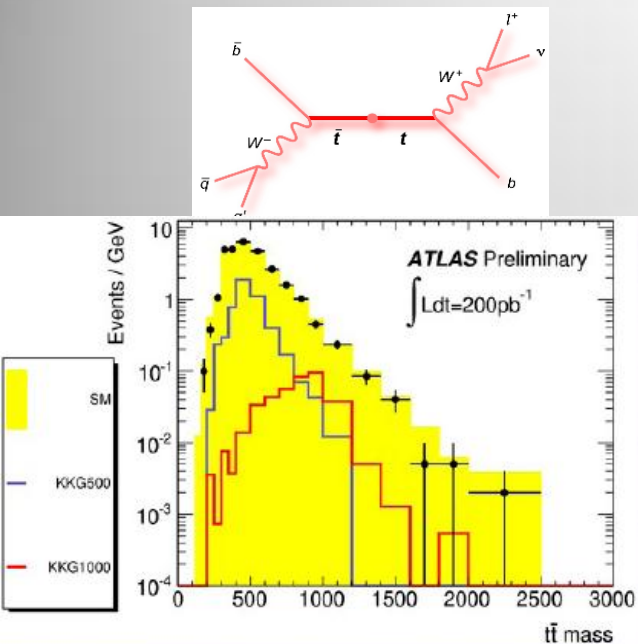 l⁺
b̄
ν
W⁺
W⁻
t̄
t
q̄
b
Events / GeV
10
1
10⁻¹
10⁻²
10⁻³
10⁻⁴
ATLAS Preliminary
∫Ldt=200pb⁻¹
SM
KKG500
KKG1000
0
500
1000
1500
2000
2500
3000
tt̄ mass